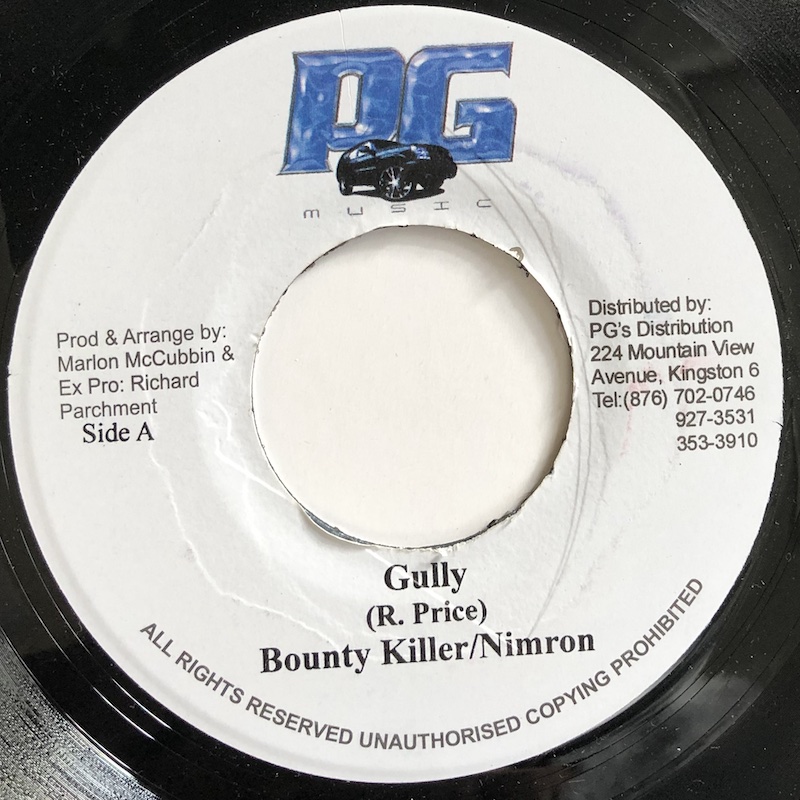 PG
MUSIC
Prod & Arrange by:
Marlon McCubbin &
Ex Pro: Richard
Parchment
Side A
Distributed by:
PG's Distribution
224 Mountain View
Avenue, Kingston 6
Tel:(876) 702-0746
927-3531
353-3910
Gully
(R. Price)
Bounty Killer/Nimron
ALL RIGHTS RESERVED UNAUTHORISED COPYING PROHIBITED